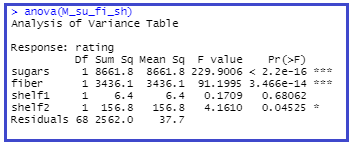 > anova(M_su_fi_sh)
Analysis of Variance Table
Response: rating
Df Sum Sq Mean Sq F value Pr(>F)
sugars 1 8661.8 8661.8 229.9006 < 2.2e-16 ***
fiber 1 3436.1 3436.1 91.1995 3.466e-14 ***
shelf1 1 6.4 6.4 0.1709 0.68062
shelf2 1 156.8 156.8 4.1610 0.04525 *
Residuals 68 2562.0 37.7